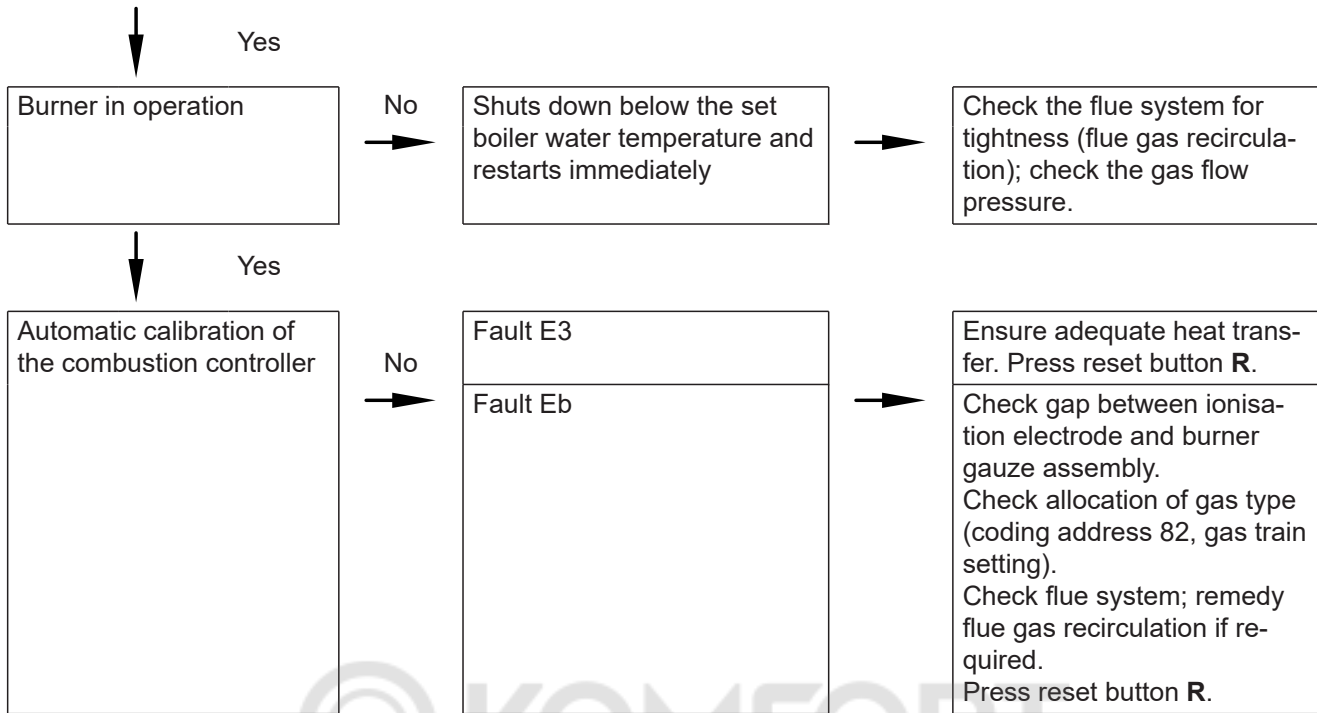 Yes
Burner in operation
No
Shuts down below the set
boiler water temperature and
restarts immediately
Check the flue system for
tightness (flue gas recircula-
tion); check the gas flow
pressure.
Yes
Automatic calibration of
the combustion controller
No
Fault E3
Ensure adequate heat trans-
fer. Press reset button R.
Fault Eb
Check gap between ionisa-
tion electrode and burner
gauze assembly.
Check allocation of gas type
(coding address 82, gas train
setting).
Check flue system; remedy
flue gas recirculation if re-
quired.
Press reset button R.
KOMFORT